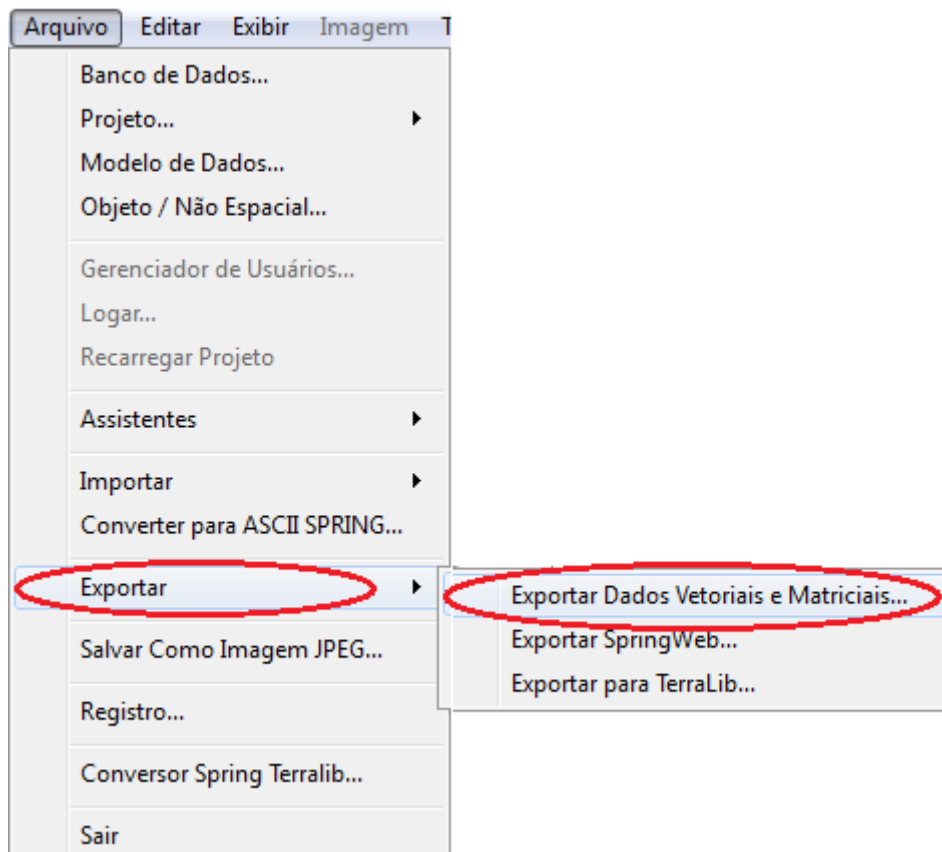 Arquivo Editar Exibir Imagem T
Banco de Dados...
Projeto...
Modelo de Dados...
Objeto / Não Espacial...
Gerenciador de Usuários...
Logar...
Recarregar Projeto
Assistentes
Importar
Converter para ASCII SPRING...
Exportar
Exportar Dados Vetoriais e Matriciais...
Exportar SpringWeb...
Exportar para TerraLib...
Salvar Como Imagem JPEG...
Registro...
Conversor Spring Terralib...
Sair